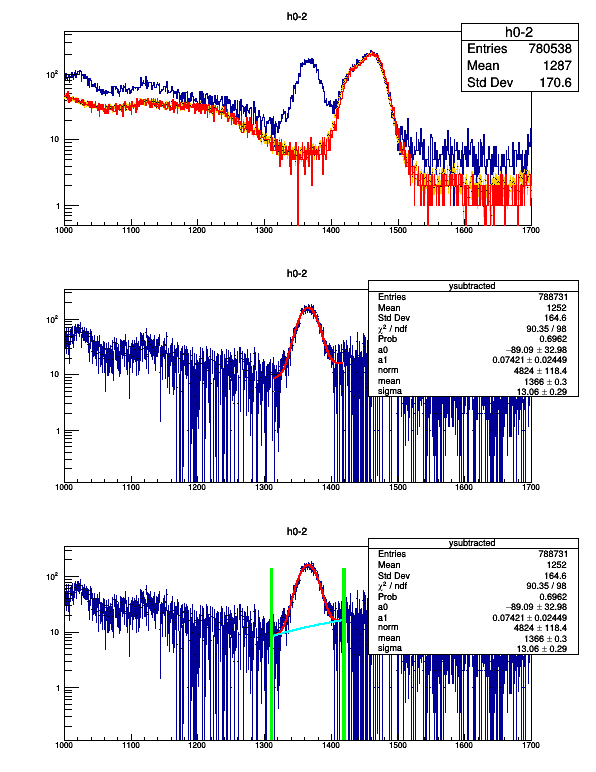 h0-2
h0-2
Entries 780538
Mean 1287
Std Dev 170.6
10²
10
1
1000 1100 1200 1300 1400 1500 1600 1700
h0-2
ysubtracted
Entries 788731
Mean 1252
Std Dev 164.6
χ² / ndf 90.35 / 98
Prob 0.6962
a0 −89.09 ± 32.98
a1 0.07421 ± 0.02449
norm 4824 ± 118.4
mean 1366 ± 0.3
sigma 13.06 ± 0.29
10²
10
1
1000 1100 1200 1300 1400 1500 1600 1700
h0-2
ysubtracted
Entries 788731
Mean 1252
Std Dev 164.6
χ² / ndf 90.35 / 98
Prob 0.6962
a0 −89.09 ± 32.98
a1 0.07421 ± 0.02449
norm 4824 ± 118.4
mean 1366 ± 0.3
sigma 13.06 ± 0.29
10²
10
1
1000 1100 1200 1300 1400 1500 1600 1700